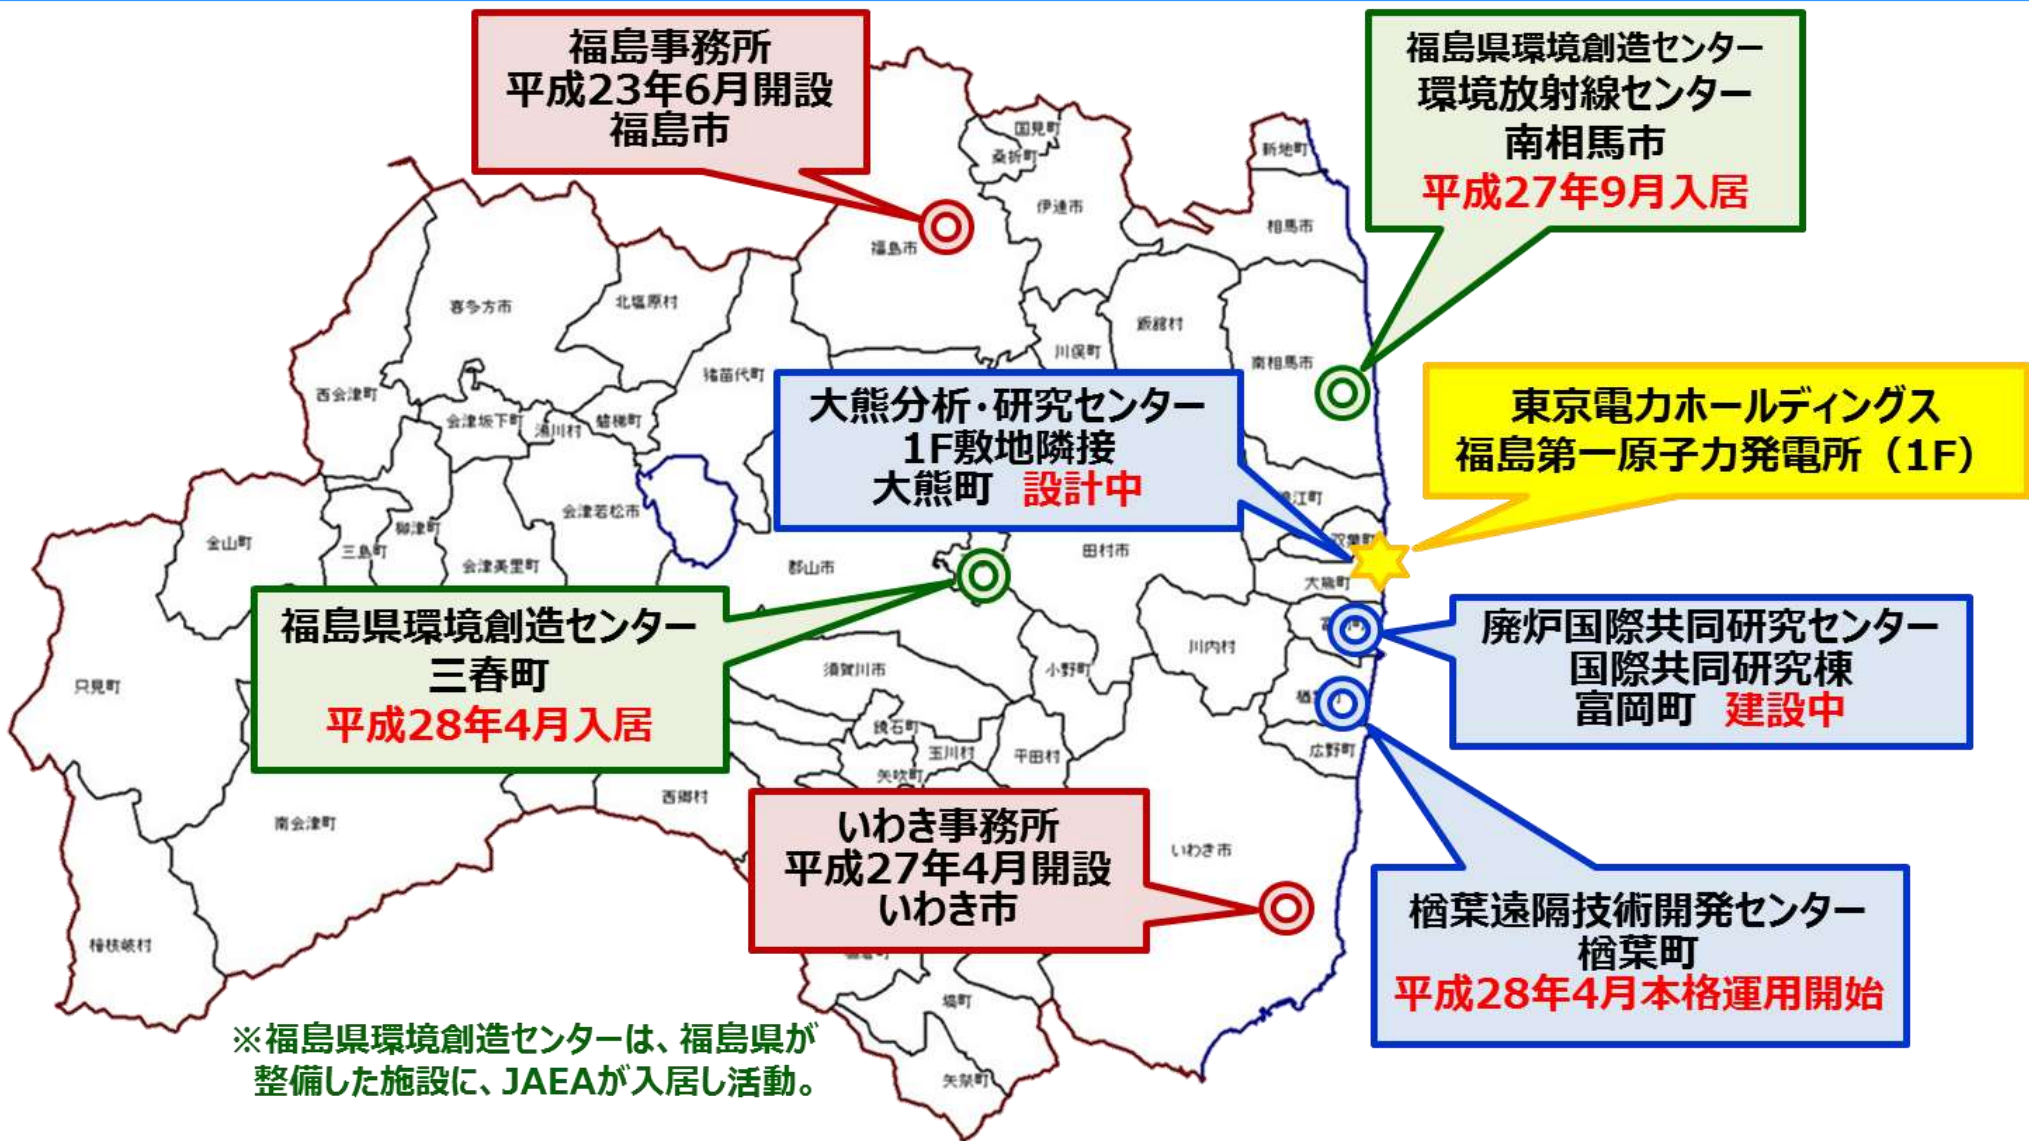 福島事務所
平成23年6月開設
福島市
福島県環境創造センター
環境放射線センター
南相馬市
平成27年9月入居
国見町
桑折町
新地町
伊達市
相馬市
福島市
喜多方市
北塩原村
飯舘村
川俣町
南相馬市
猪苗代町
西会津町
会津坂下町
湯川村
磐梯町
大熊分析・研究センター
1F敷地隣接
大熊町 設計中
東京電力ホールディングス
福島第一原子力発電所（1F）
会津若松市
柳津町
金山町
三島町
会津美里町
郡山市
田村市
双葉町
大熊町
福島県環境創造センター
三春町
平成28年4月入居
廃炉国際共同研究センター
国際共同研究棟
富岡町 建設中
川内村
小野町
須賀川市
只見町
鏡石町
玉川村
平田村
矢吹町
広野町
西郷村
南会津町
いわき事務所
平成27年4月開設
いわき市
いわき市
楢葉遠隔技術開発センター
楢葉町
平成28年4月本格運用開始
檜枝岐村
塙町
矢祭町
※福島県環境創造センターは、福島県が
整備した施設に、JAEAが入居し活動。